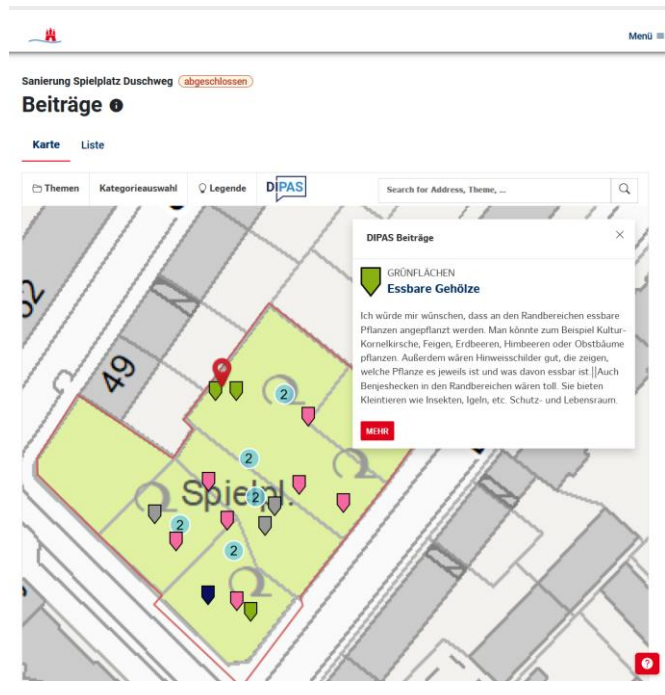 Menü
Sanierung Spielplatz Duschweg abgeschlossen
Beiträge
Karte Liste
Themen Kategorieauswahl Legende DIPAS Search for Address, Theme, ...
DIPAS Beiträge
GRÜNFLÄCHEN
Essbare Gehölze
Ich würde mir wünschen, dass an den Randbereichen essbare
Pflanzen angepflanzt werden. Man könnte zum Beispiel Kultur-
Kornelkirsche, Feigen, Erdbeeren, Himbeeren oder Obstbäume
pflanzen. Außerdem wären Hinweisschilder gut, die zeigen,
welche Pflanze es jeweils ist und was davon essbar ist.||Auch
Benjeshecken in den Randbereichen wären toll. Sie bieten
Kleintieren wie Insekten, Igeln, etc. Schutz- und Lebensraum.
MEHR
49
2
2
Spielpl.
2
2
2